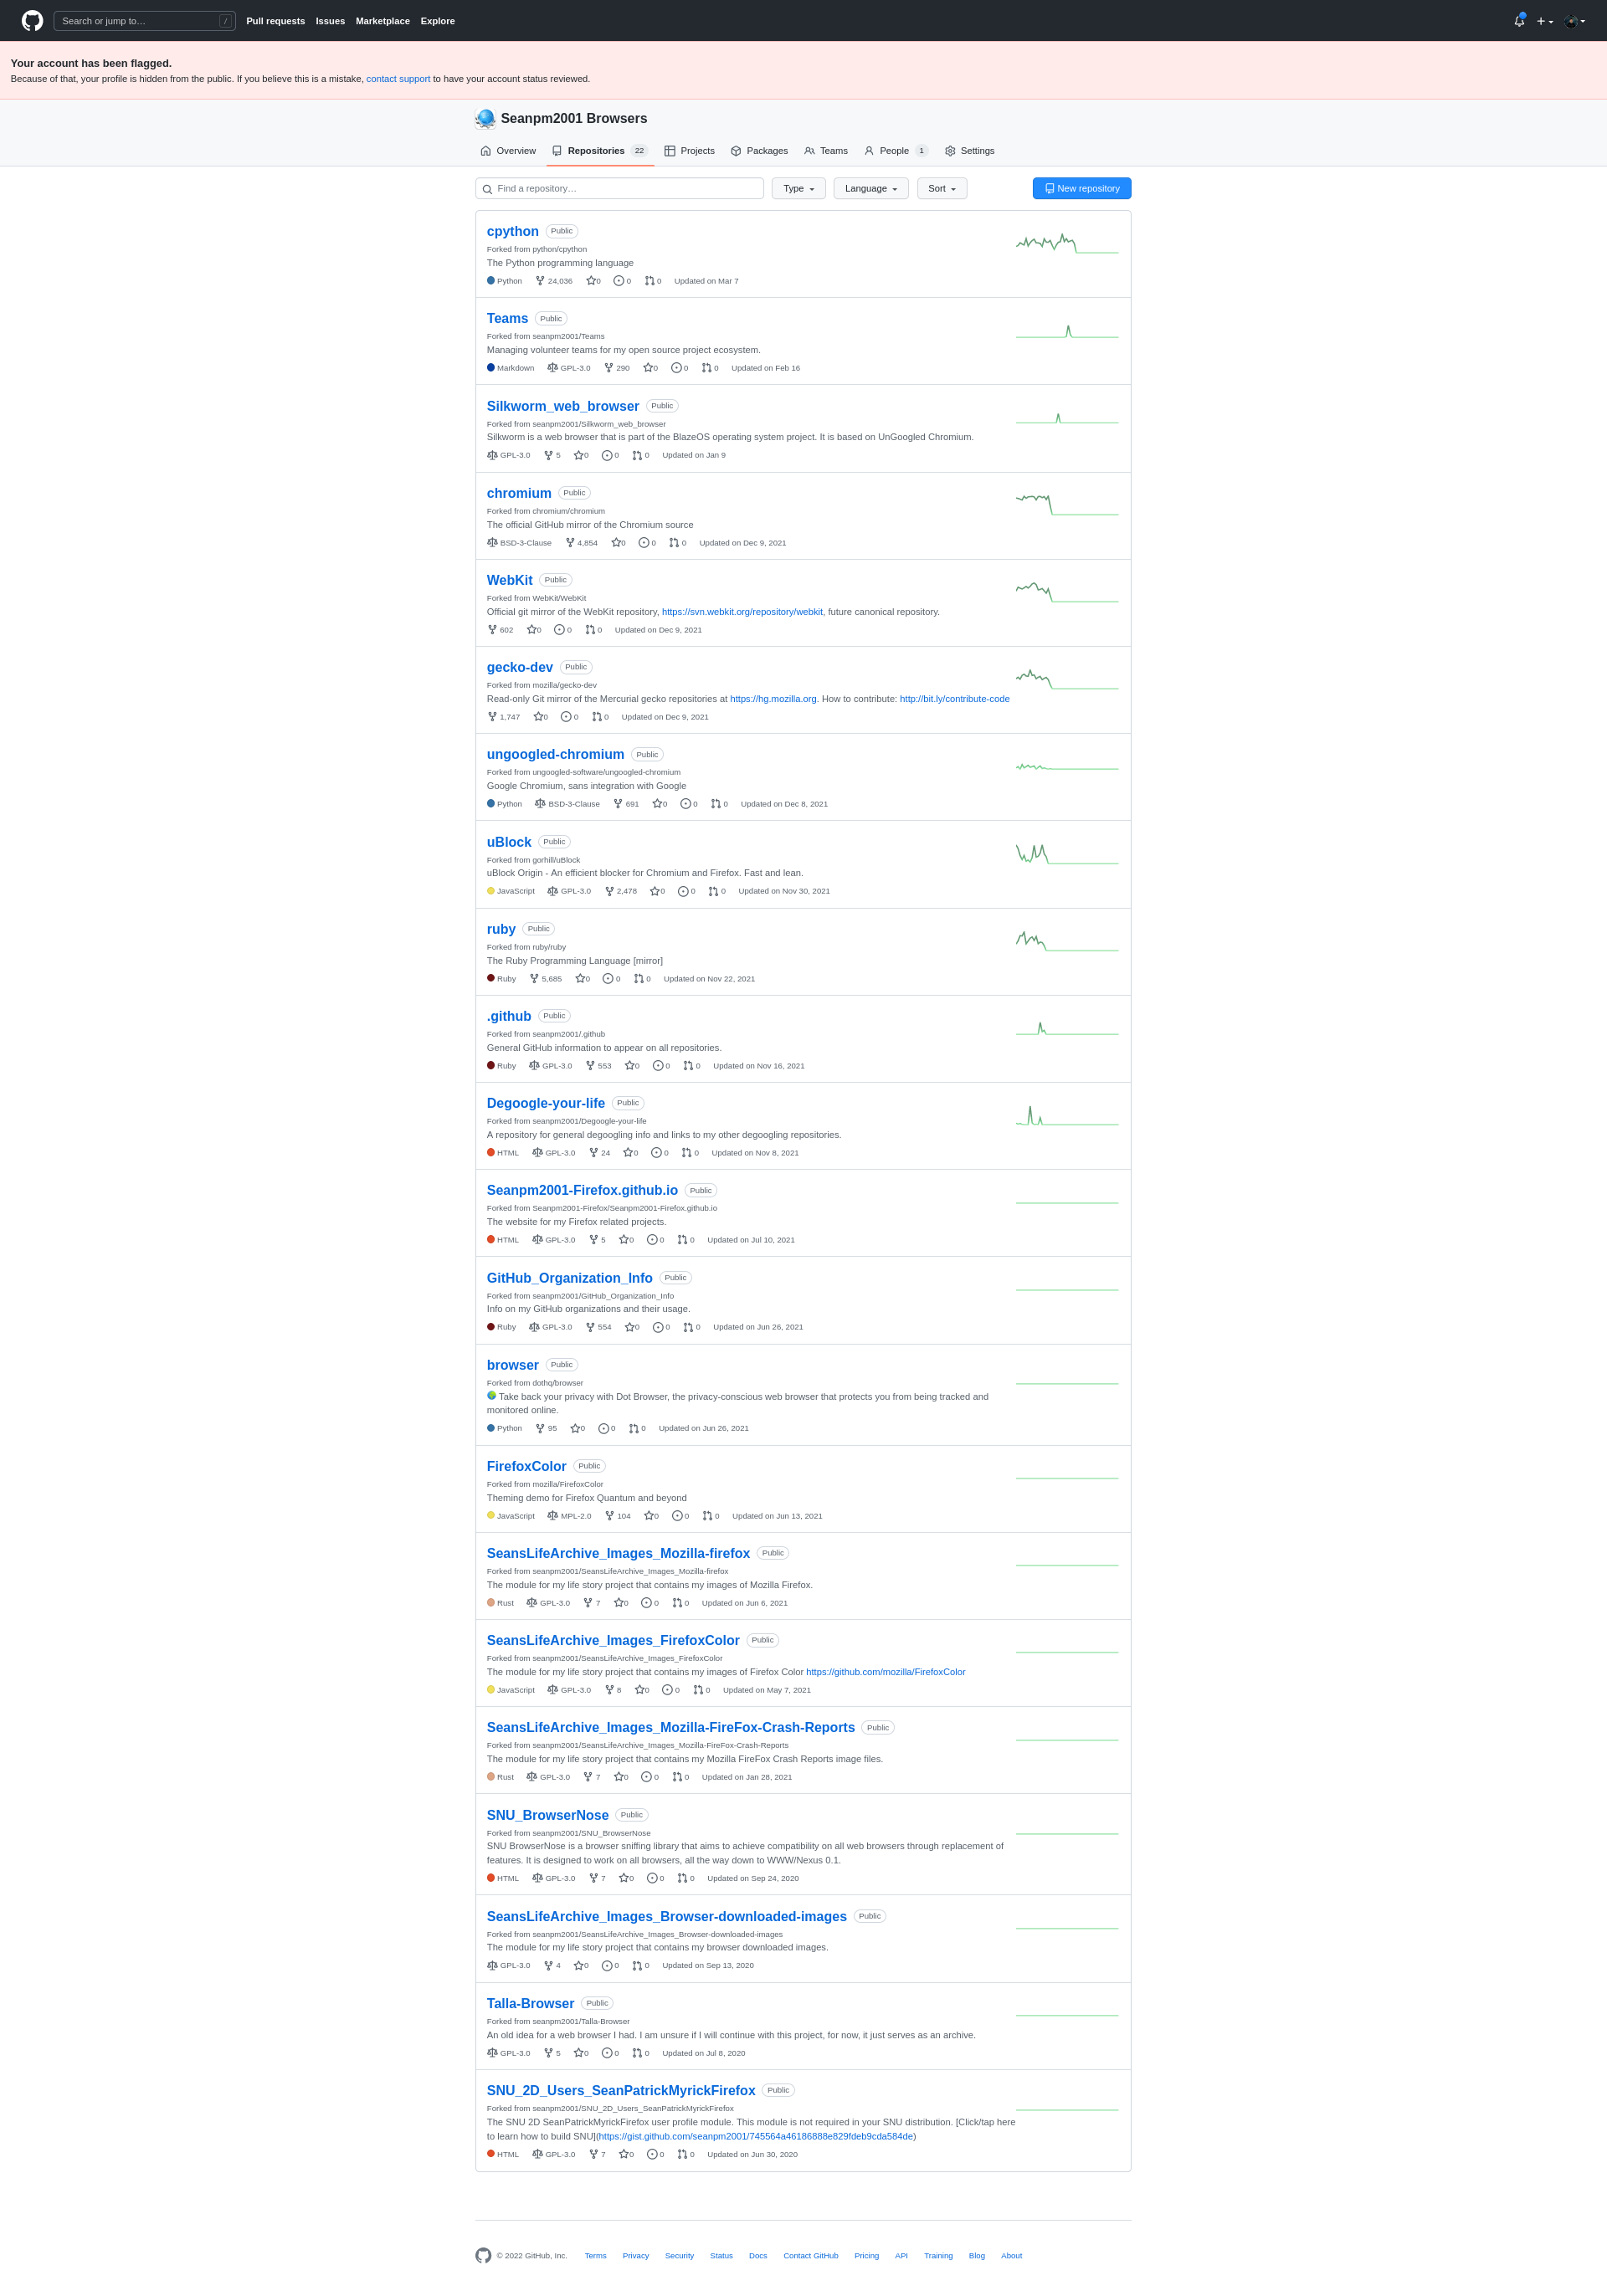 Search or jump to… /
Pull requests Issues Marketplace Explore
Your account has been flagged.
Because of that, your profile is hidden from the public. If you believe this is a mistake, contact support to have your account status reviewed.
Seanpm2001 Browsers
Overview Repositories 22 Projects Packages Teams People 1 Settings
Find a repository… Type Language Sort New repository
cpython Public
Forked from python/cpython
The Python programming language
Python 24,036 0 0 0 Updated on Mar 7
Teams Public
Forked from seanpm2001/Teams
Managing volunteer teams for my open source project ecosystem.
Markdown GPL-3.0 290 0 0 0 Updated on Feb 16
Silkworm_web_browser Public
Forked from seanpm2001/Silkworm_web_browser
Silkworm is a web browser that is part of the BlazeOS operating system project. It is based on UnGoogled Chromium.
GPL-3.0 5 0 0 0 Updated on Jan 9
chromium Public
Forked from chromium/chromium
The official GitHub mirror of the Chromium source
BSD-3-Clause 4,854 0 0 0 Updated on Dec 9, 2021
WebKit Public
Forked from WebKit/WebKit
Official git mirror of the WebKit repository, https://svn.webkit.org/repository/webkit, future canonical repository.
602 0 0 0 Updated on Dec 9, 2021
gecko-dev Public
Forked from mozilla/gecko-dev
Read-only Git mirror of the Mercurial gecko repositories at https://hg.mozilla.org. How to contribute: http://bit.ly/contribute-code
1,747 0 0 0 Updated on Dec 9, 2021
ungoogled-chromium Public
Forked from ungoogled-software/ungoogled-chromium
Google Chromium, sans integration with Google
Python BSD-3-Clause 691 0 0 0 Updated on Dec 8, 2021
uBlock Public
Forked from gorhill/uBlock
uBlock Origin - An efficient blocker for Chromium and Firefox. Fast and lean.
JavaScript GPL-3.0 2,478 0 0 0 Updated on Nov 30, 2021
ruby Public
Forked from ruby/ruby
The Ruby Programming Language [mirror]
Ruby 5,685 0 0 0 Updated on Nov 22, 2021
.github Public
Forked from seanpm2001/.github
General GitHub information to appear on all repositories.
Ruby GPL-3.0 553 0 0 0 Updated on Nov 16, 2021
Degoogle-your-life Public
Forked from seanpm2001/Degoogle-your-life
A repository for general degoogling info and links to my other degoogling repositories.
HTML GPL-3.0 24 0 0 0 Updated on Nov 8, 2021
Seanpm2001-Firefox.github.io Public
Forked from Seanpm2001-Firefox/Seanpm2001-Firefox.github.io
The website for my Firefox related projects.
HTML GPL-3.0 5 0 0 0 Updated on Jul 10, 2021
GitHub_Organization_Info Public
Forked from seanpm2001/GitHub_Organization_Info
Info on my GitHub organizations and their usage.
Ruby GPL-3.0 554 0 0 0 Updated on Jun 26, 2021
browser Public
Forked from dothq/browser
Take back your privacy with Dot Browser, the privacy-conscious web browser that protects you from being tracked and
monitored online.
Python 95 0 0 0 Updated on Jun 26, 2021
FirefoxColor Public
Forked from mozilla/FirefoxColor
Theming demo for Firefox Quantum and beyond
JavaScript MPL-2.0 104 0 0 0 Updated on Jun 13, 2021
SeansLifeArchive_Images_Mozilla-firefox Public
Forked from seanpm2001/SeansLifeArchive_Images_Mozilla-firefox
The module for my life story project that contains my images of Mozilla Firefox.
Rust GPL-3.0 7 0 0 0 Updated on Jun 6, 2021
SeansLifeArchive_Images_FirefoxColor Public
Forked from seanpm2001/SeansLifeArchive_Images_FirefoxColor
The module for my life story project that contains my images of Firefox Color https://github.com/mozilla/FirefoxColor
JavaScript GPL-3.0 8 0 0 0 Updated on May 7, 2021
SeansLifeArchive_Images_Mozilla-FireFox-Crash-Reports Public
Forked from seanpm2001/SeansLifeArchive_Images_Mozilla-FireFox-Crash-Reports
The module for my life story project that contains my Mozilla FireFox Crash Reports image files.
Rust GPL-3.0 7 0 0 0 Updated on Jan 28, 2021
SNU_BrowserNose Public
Forked from seanpm2001/SNU_BrowserNose
SNU BrowserNose is a browser sniffing library that aims to achieve compatibility on all web browsers through replacement of
features. It is designed to work on all browsers, all the way down to WWW/Nexus 0.1.
HTML GPL-3.0 7 0 0 0 Updated on Sep 24, 2020
SeansLifeArchive_Images_Browser-downloaded-images Public
Forked from seanpm2001/SeansLifeArchive_Images_Browser-downloaded-images
The module for my life story project that contains my browser downloaded images.
GPL-3.0 4 0 0 0 Updated on Sep 13, 2020
Talla-Browser Public
Forked from seanpm2001/Talla-Browser
An old idea for a web browser I had. I am unsure if I will continue with this project, for now, it just serves as an archive.
GPL-3.0 5 0 0 0 Updated on Jul 8, 2020
SNU_2D_Users_SeanPatrickMyrickFirefox Public
Forked from seanpm2001/SNU_2D_Users_SeanPatrickMyrickFirefox
The SNU 2D SeanPatrickMyrickFirefox user profile module. This module is not required in your SNU distribution. [Click/tap here
to learn how to build SNU](https://gist.github.com/seanpm2001/745564a46186888e829fdeb9cda584de)
HTML GPL-3.0 7 0 0 0 Updated on Jun 30, 2020
© 2022 GitHub, Inc. Terms Privacy Security Status Docs Contact GitHub Pricing API Training Blog About